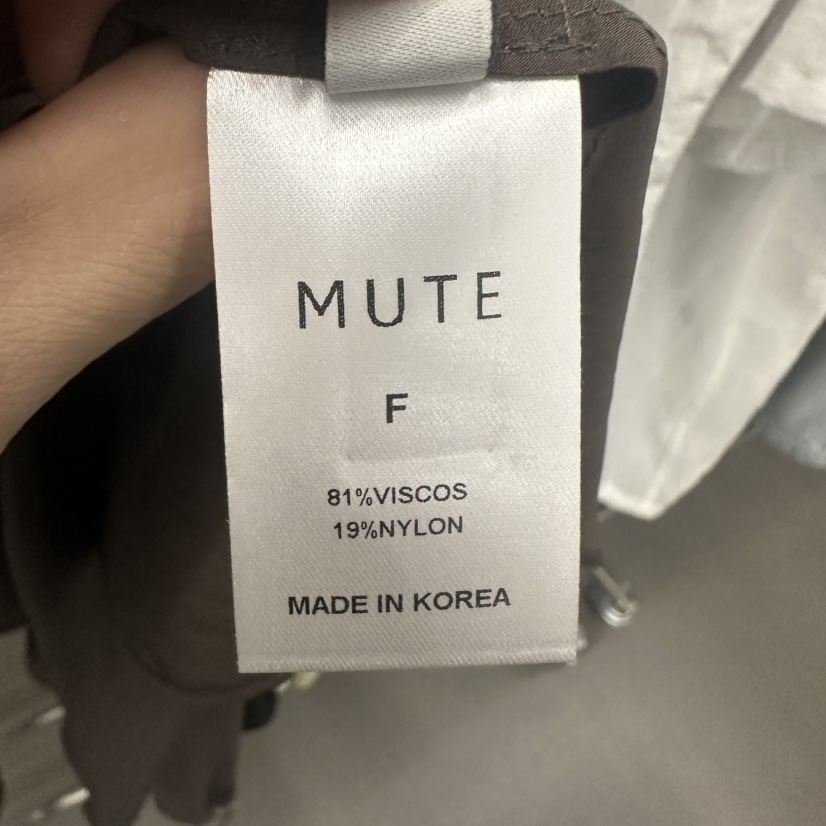 MUTE
F
81%VISCOS
19%NYLON
MADE IN KOREA